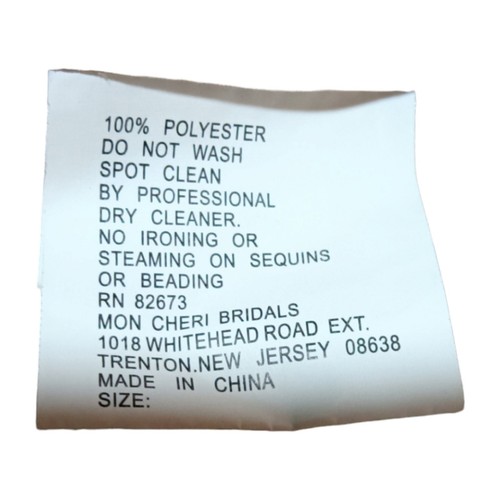 100% POLYESTER
DO NOT WASH
SPOT CLEAN
BY PROFESSIONAL
DRY CLEANER.
NO IRONING OR
STEAMING ON SEQUINS
OR BEADING
RN 82673
MON CHERI BRIDALS
1018 WHITEHEAD ROAD EXT.
TRENTON.NEW JERSEY 08638
MADE IN CHINA
SIZE: